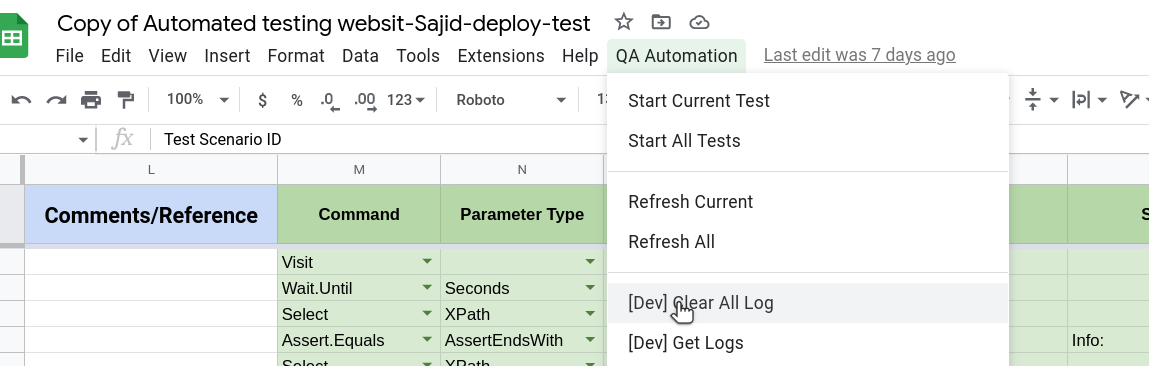 Copy of Automated testing websit-Sajid-deploy-test
File Edit View Insert Format Data Tools Extensions Help QA Automation Last edit was 7 days ago
100% $ % .0 .00 123 Roboto
Start Current Test
Start All Tests
fx Test Scenario ID
L M N
Refresh Current
Comments/Reference Command Parameter Type
Refresh All
Visit
Wait.Until Seconds
[Dev] Clear All Log
Select XPath
Assert.Equals AssertEndsWith
[Dev] Get Logs
Info:
Select XPath